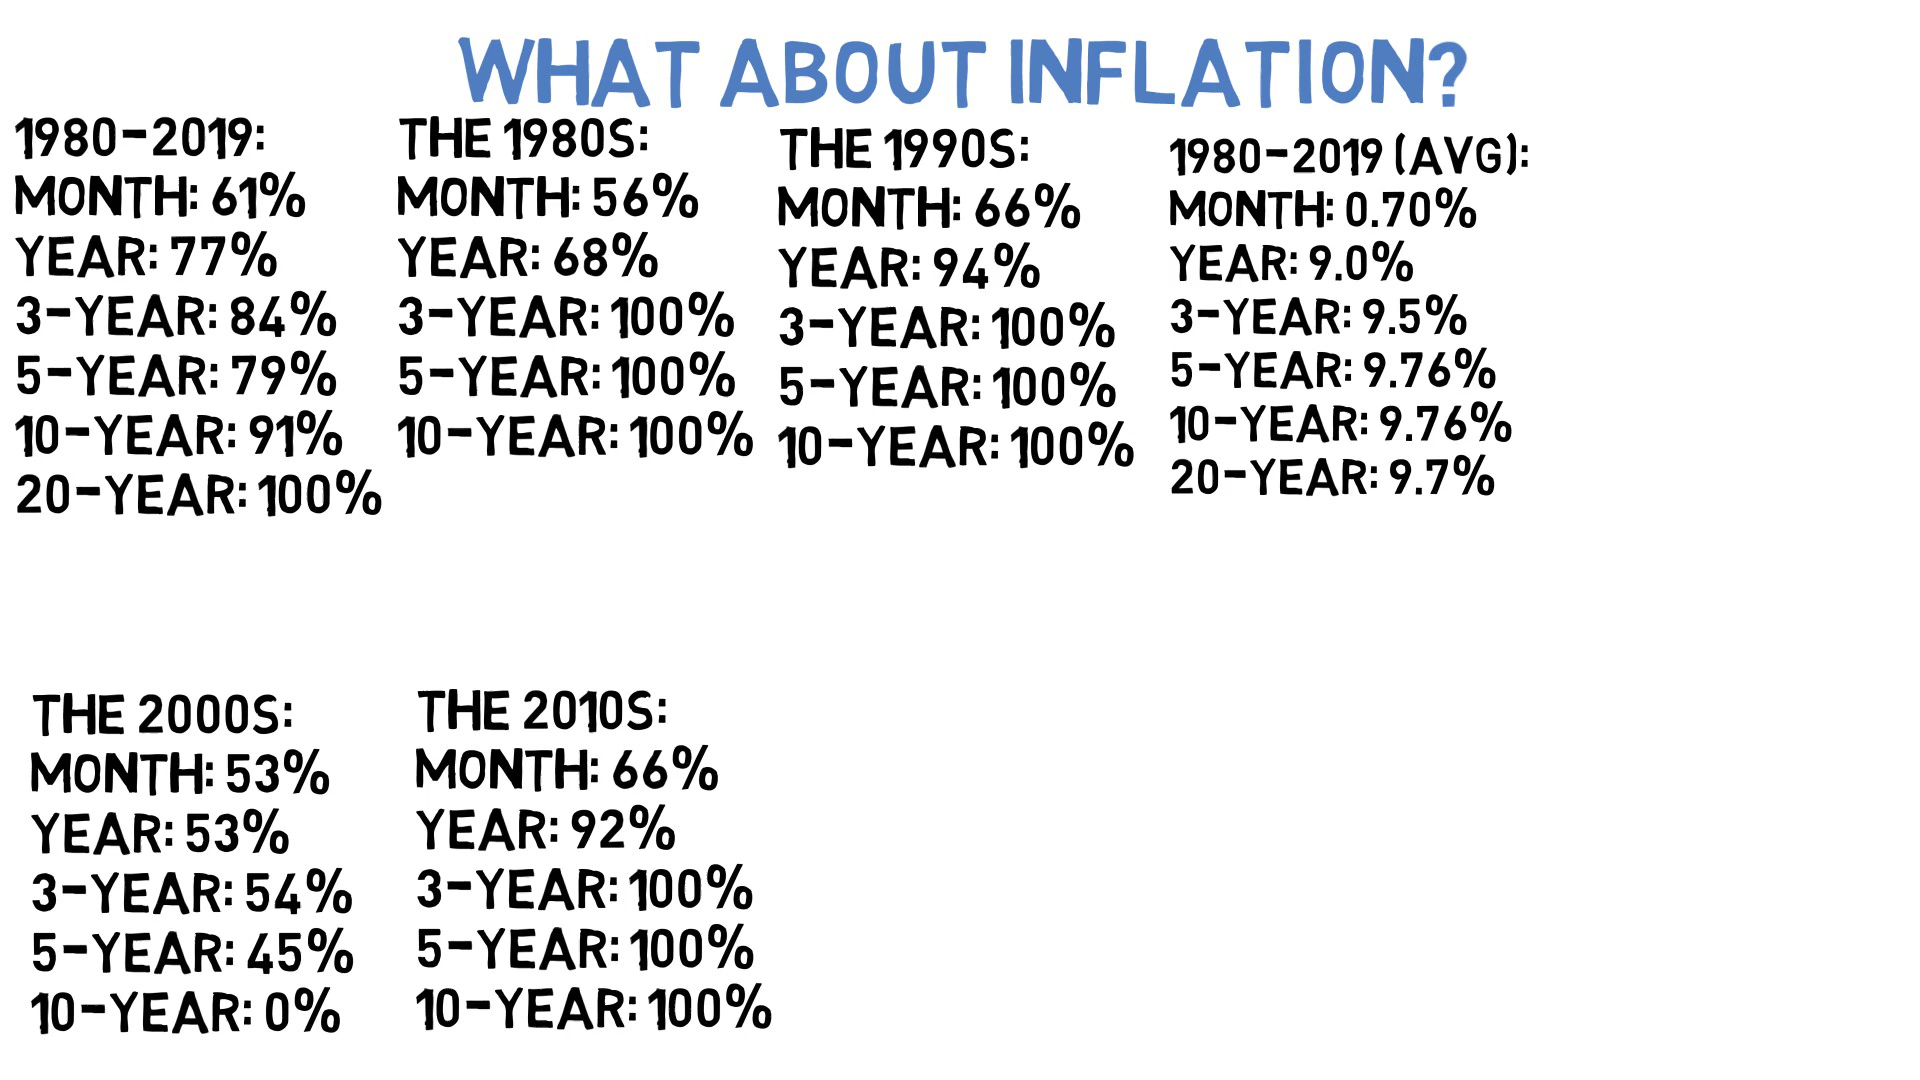 WHAT ABOUT INFLATION?
1980-2019:
MONTH: 61%
YEAR: 77%
3-YEAR: 84%
5-YEAR: 79%
10-YEAR: 91%
20-YEAR: 100%
THE 1980S:
MONTH: 56%
YEAR: 68%
3-YEAR: 100%
5-YEAR: 100%
10-YEAR: 100%
THE 1990S:
MONTH: 66%
YEAR: 94%
3-YEAR: 100%
5-YEAR: 100%
10-YEAR: 100%
1980-2019 (AVG):
MONTH: 0.70%
YEAR: 9.0%
3-YEAR: 9.5%
5-YEAR: 9.76%
10-YEAR: 9.76%
20-YEAR: 9.7%
THE 2000S:
MONTH: 53%
YEAR: 53%
3-YEAR: 54%
5-YEAR: 45%
10-YEAR: 0%
THE 2010S:
MONTH: 66%
YEAR: 92%
3-YEAR: 100%
5-YEAR: 100%
10-YEAR: 100%